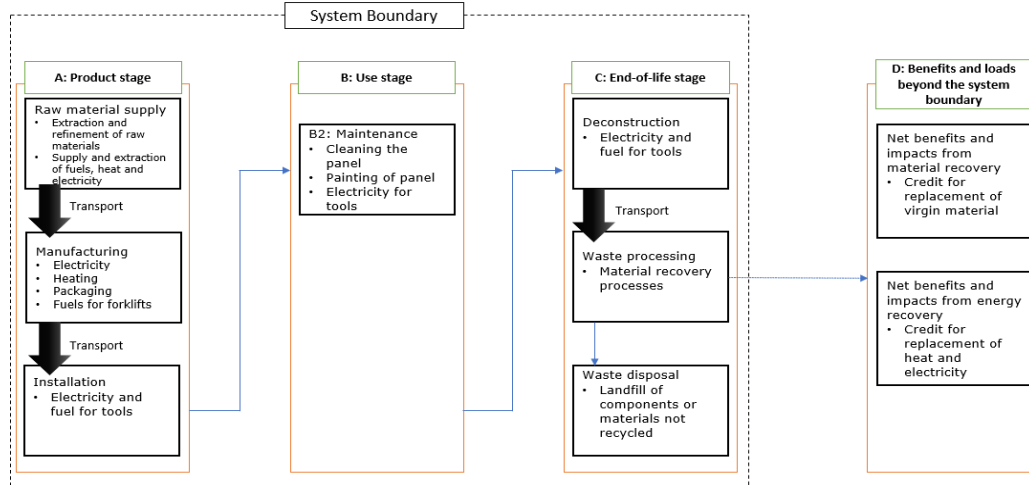 System Boundary
A: Product stage
Raw material supply
• Extraction and
refinement of raw
materials
• Supply and extraction
of fuels, heat and
electricity
Transport
Manufacturing
• Electricity
• Heating
• Packaging
• Fuels for forklifts
Transport
Installation
• Electricity and
fuel for tools
B: Use stage
B2: Maintenance
• Cleaning the
panel
• Painting of panel
• Electricity for
tools
C: End-of-life stage
Deconstruction
• Electricity and
fuel for tools
Transport
Waste processing
• Material recovery
processes
Waste disposal
• Landfill of
components or
materials not
recycled
D: Benefits and loads
beyond the system
boundary
Net benefits and
impacts from
material recovery
• Credit for
replacement of
virgin material
Net benefits and
impacts from energy
recovery
• Credit for
replacement of
heat and
electricity